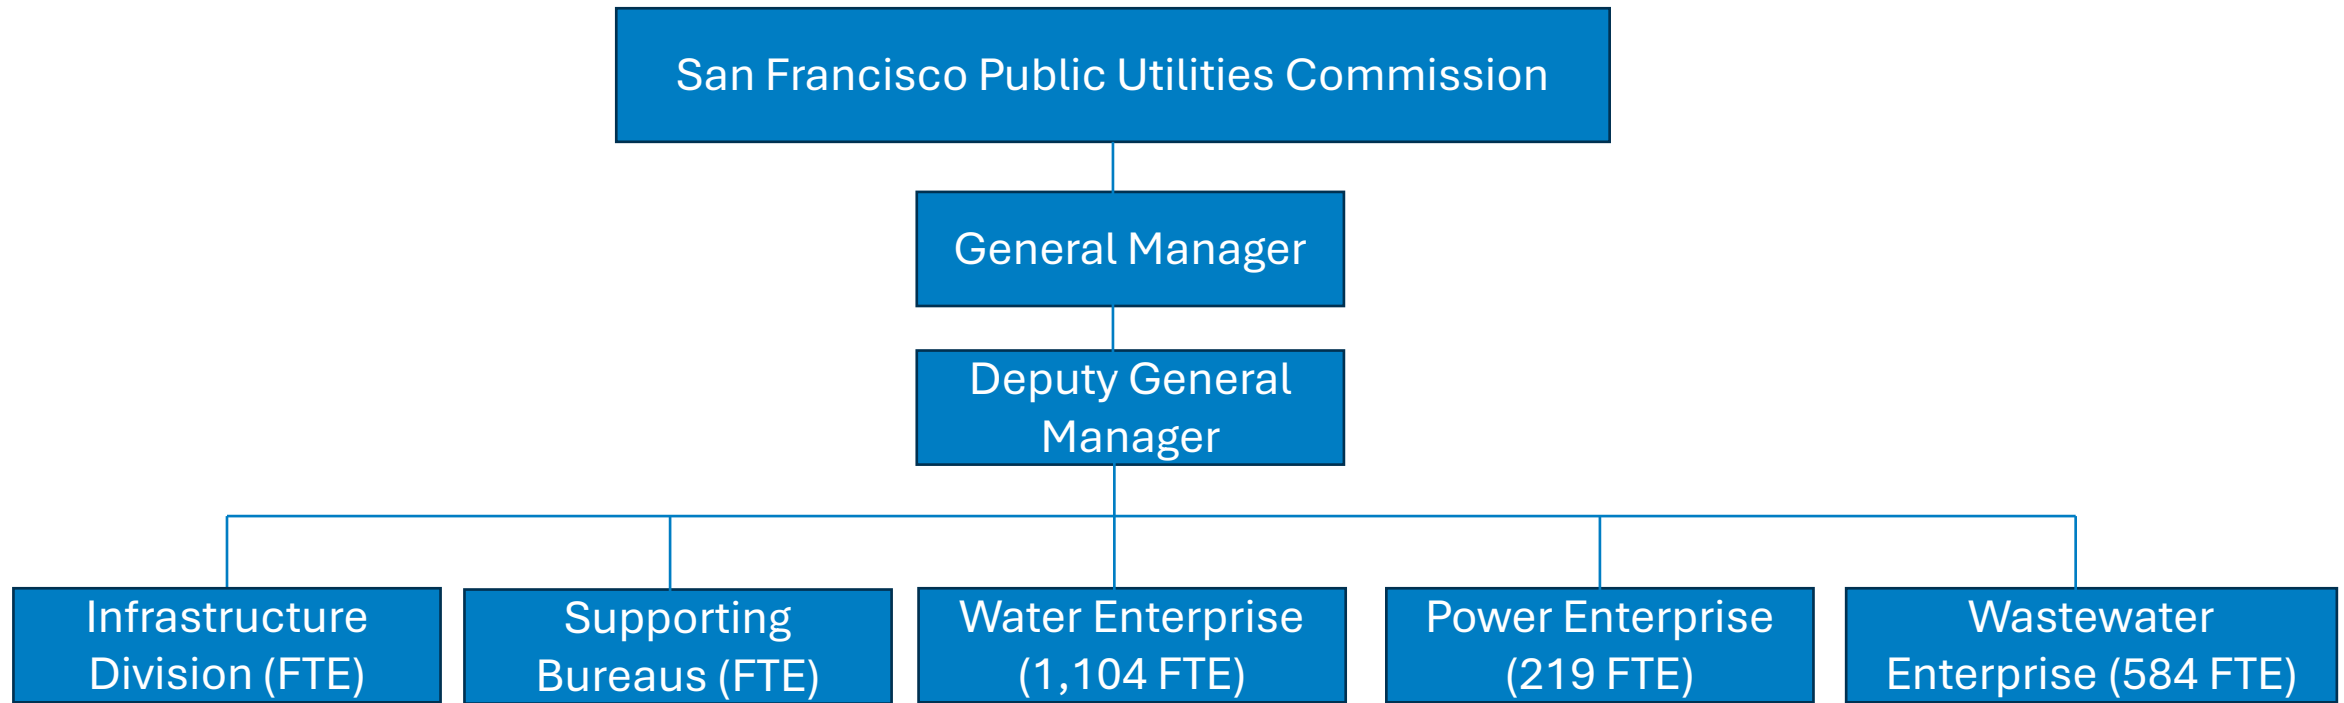 San Francisco Public Utilities Commission
General Manager
Deputy General
Manager
Infrastructure
Division (FTE)
Supporting
Bureaus (FTE)
Water Enterprise
(1,104 FTE)
Power Enterprise
(219 FTE)
Wastewater
Enterprise (584 FTE)